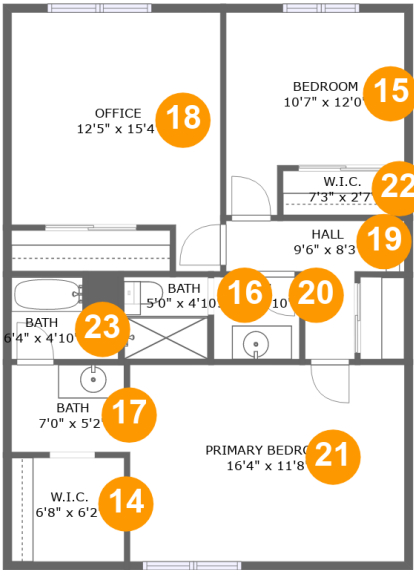 BEDROOM
10'7" x 12'0
15
OFFICE
12'5" x 15'4
18
W.I.C.
7'3" x 2'7
22
HALL
9'6" x 8'3
19
BATH
5'0" x 4'10
16
10'
20
BATH
6'4" x 4'10
23
BATH
7'0" x 5'2
17
PRIMARY BEDRO
16'4" x 11'8
21
W.I.C.
6'8" x 6'2
14